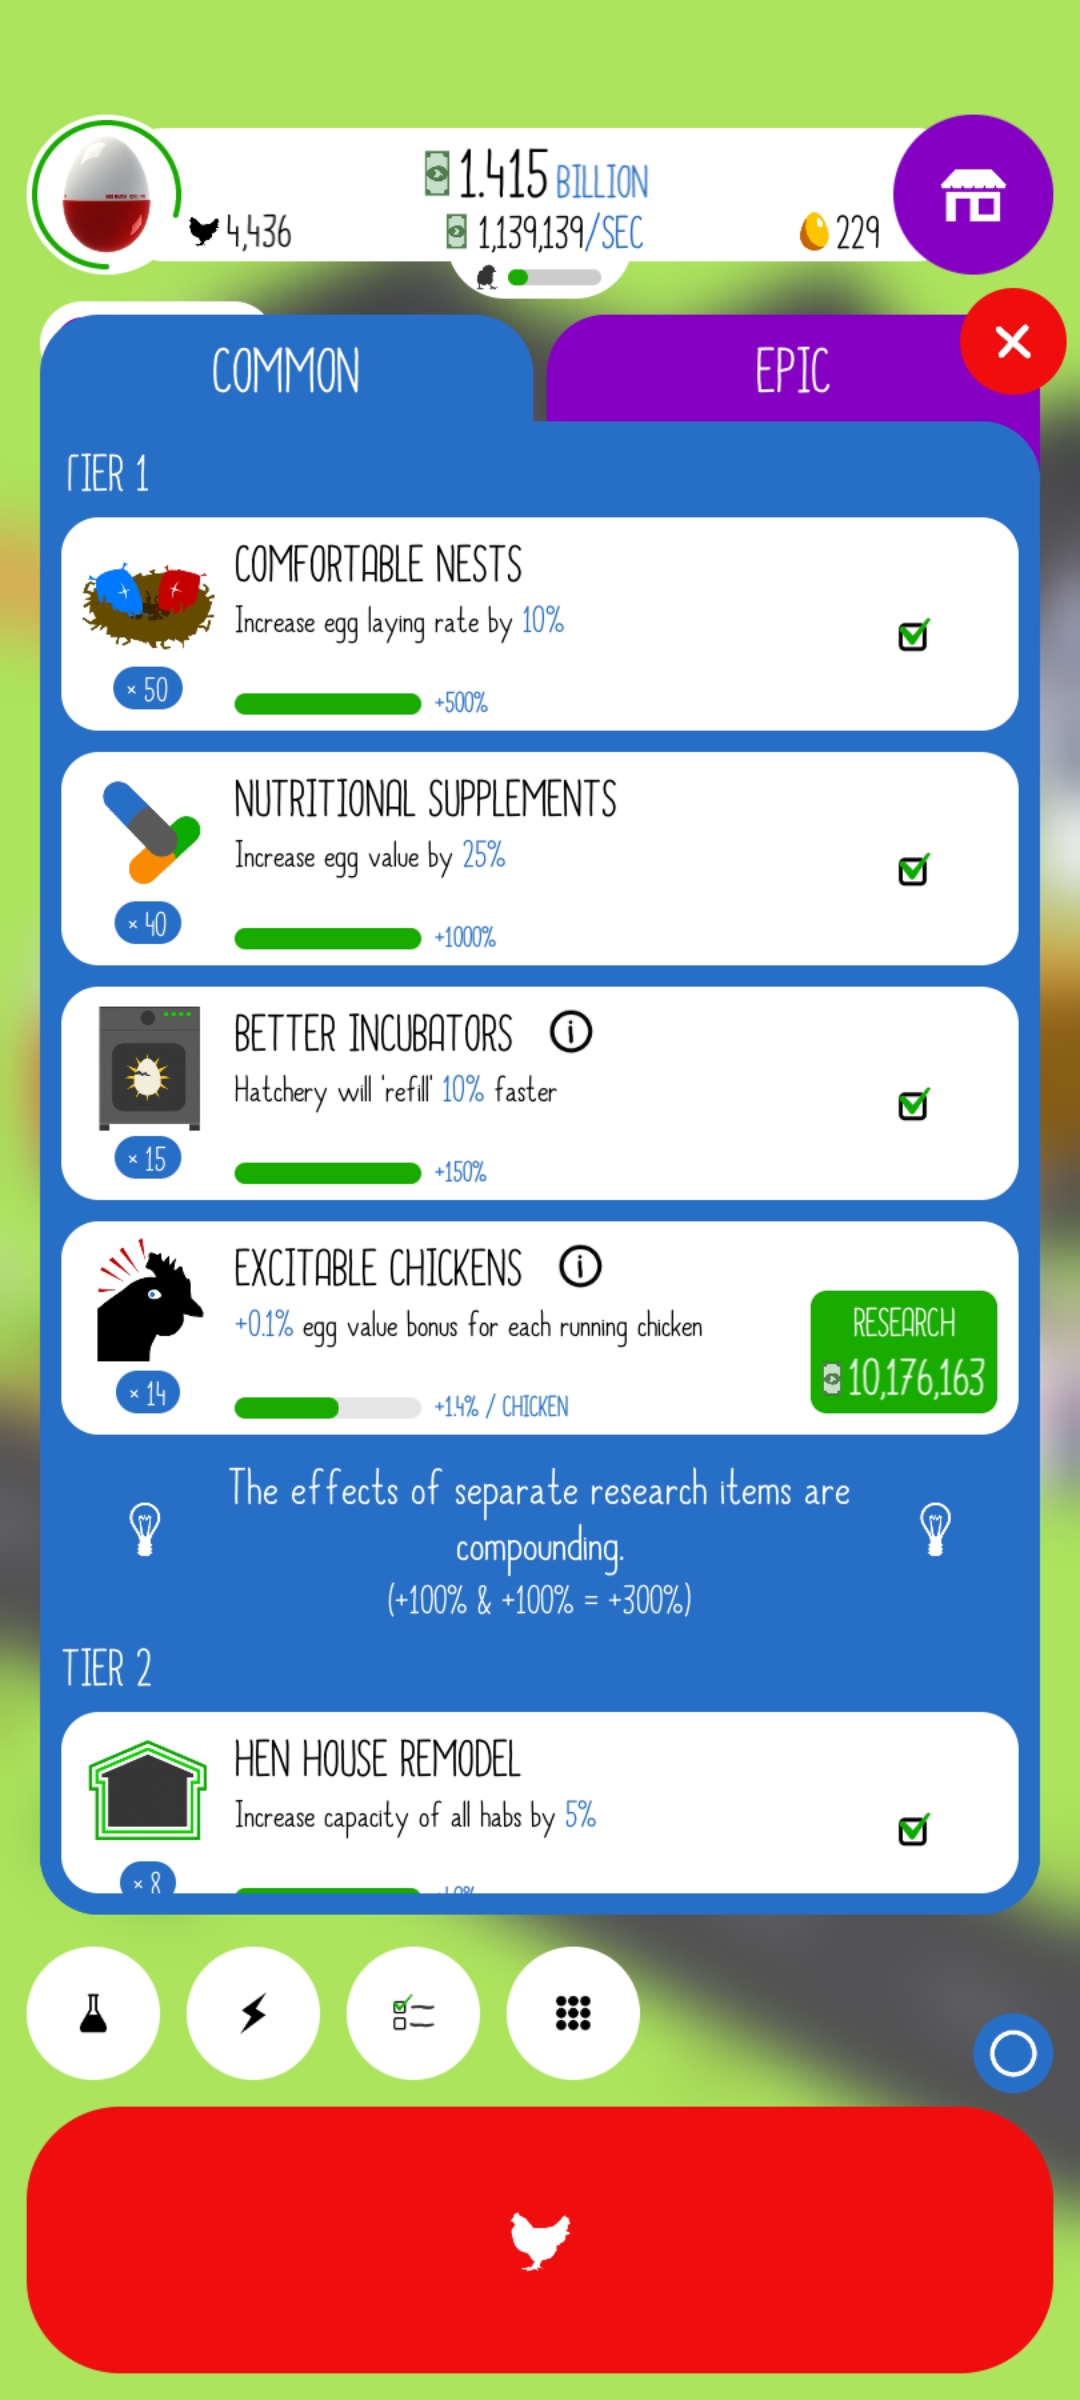 1.415 BILLION
4,436
1,139,139/SEC
229
COMMON
EPIC
TIER 1
COMFORTABLE NESTS
Increase egg laying rate by 10%
× 50
+500%
NUTRITIONAL SUPPLEMENTS
Increase egg value by 25%
× 40
+1000%
BETTER INCUBATORS
Hatchery will 'refill' 10% faster
× 15
+150%
EXCITABLE CHICKENS
+0.1% egg value bonus for each running chicken
RESEARCH
10,176,163
× 14
+1.4% / CHICKEN
The effects of separate research items are
compounding.
(+100% & +100% = +300%)
TIER 2
HEN HOUSE REMODEL
Increase capacity of all habs by 5%
× 8